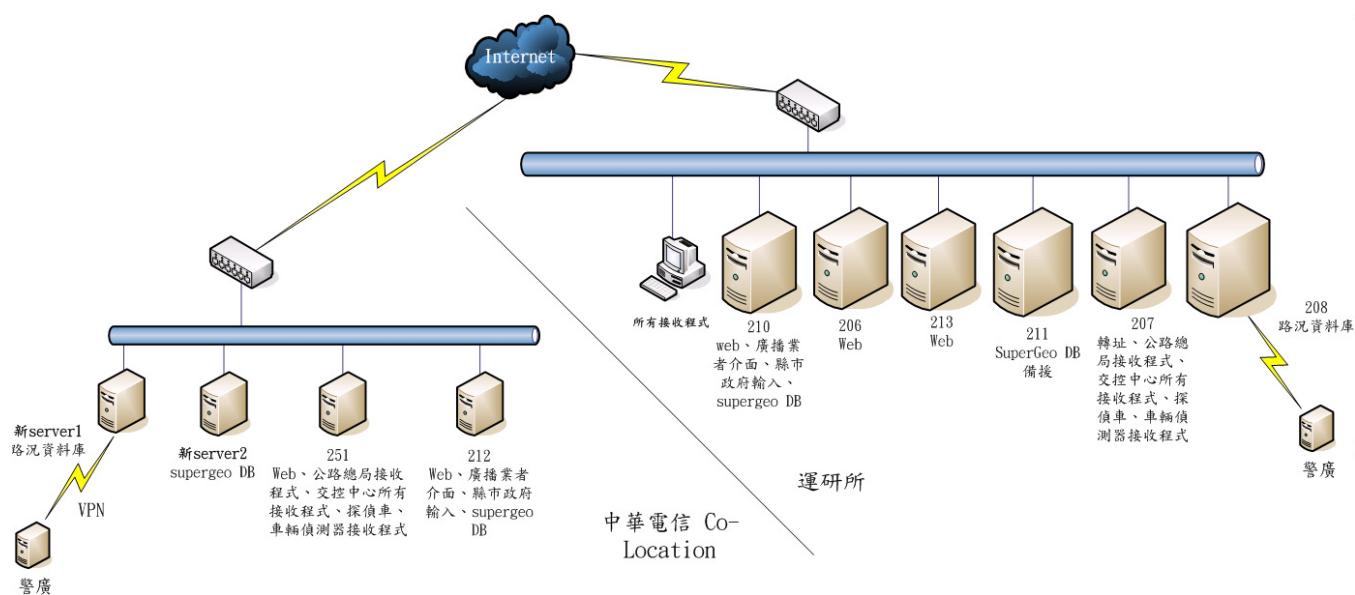 Internet
所有接收程式
210
web、廣播業
者介面、縣市
政府輸入、
supergeo DB
206
Web
213
Web
211
SuperGeo DB
備援
207
轉址、公路總
局接收程式、
交控中心所有
接收程式、探
偵車、車輛偵
測器接收程式
208
路況資料庫
警廣
運研所
中華電信 Co-
Location
新server1
路況資料庫
VPN
警廣
新server2
supergeo DB
251
Web、公路總局接收
程式、交控中心所有
接收程式、探偵車、
車輛偵測器接收程式
212
Web、廣播業者
介面、縣市政府
輸入、supergeo
DB